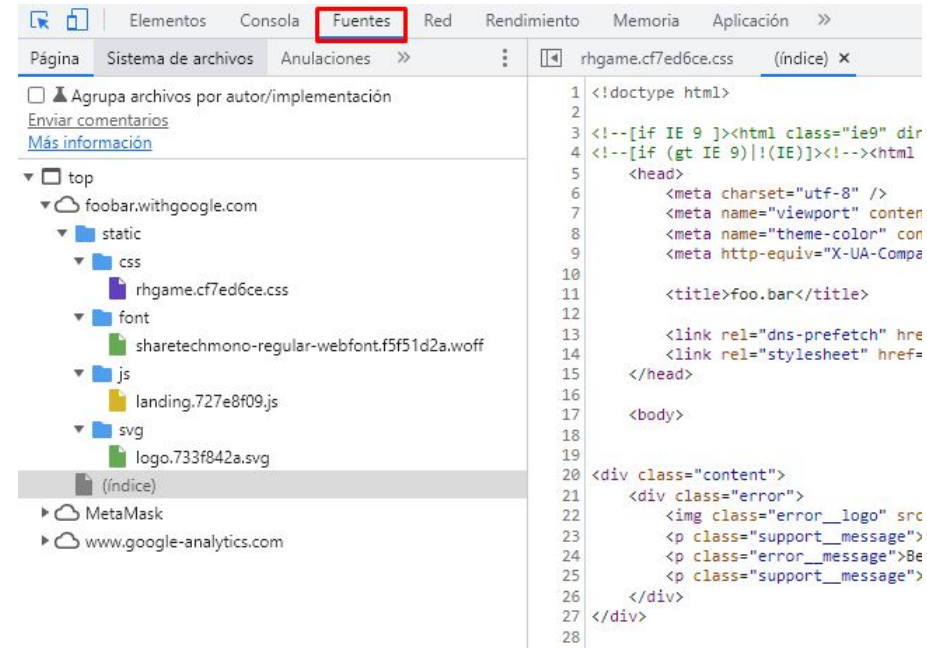 Elementos Consola Fuentes Red Rendimiento Memoria Aplicación »
Página Sistema de archivos Anulaciones »
Agrupa archivos por autor/implementación
Enviar comentarios
Más información
top
foobar.withgoogle.com
static
css
rhgame.cf7ed6ce.css
font
sharetechmono-regular-webfont.f5f51d2a.woff
js
landing.727e8f09.js
svg
logo.733f842a.svg
(índice)
MetaMask
www.google-analytics.com
rhgame.cf7ed6ce.css (índice) ×
1 <!doctype html>
2
3 <!--[if IE 9 ]><html class="ie9" dir
4 <!--[if (gt IE 9)|!(IE)]><!--><html
5 <head>
6 <meta charset="utf-8" />
7 <meta name="viewport" conten
8 <meta name="theme-color" con
9 <meta http-equiv="X-UA-Compa
10
11 <title>foo.bar</title>
12
13 <link rel="dns-prefetch" hre
14 <link rel="stylesheet" href=
15 </head>
16
17 <body>
18
19
20 <div class="content">
21 <div class="error">
22 <img class="error__logo" src
23 <p class="support__message">
24 <p class="error__message">Be
25 <p class="support__message">
26 </div>
27 </div>
28